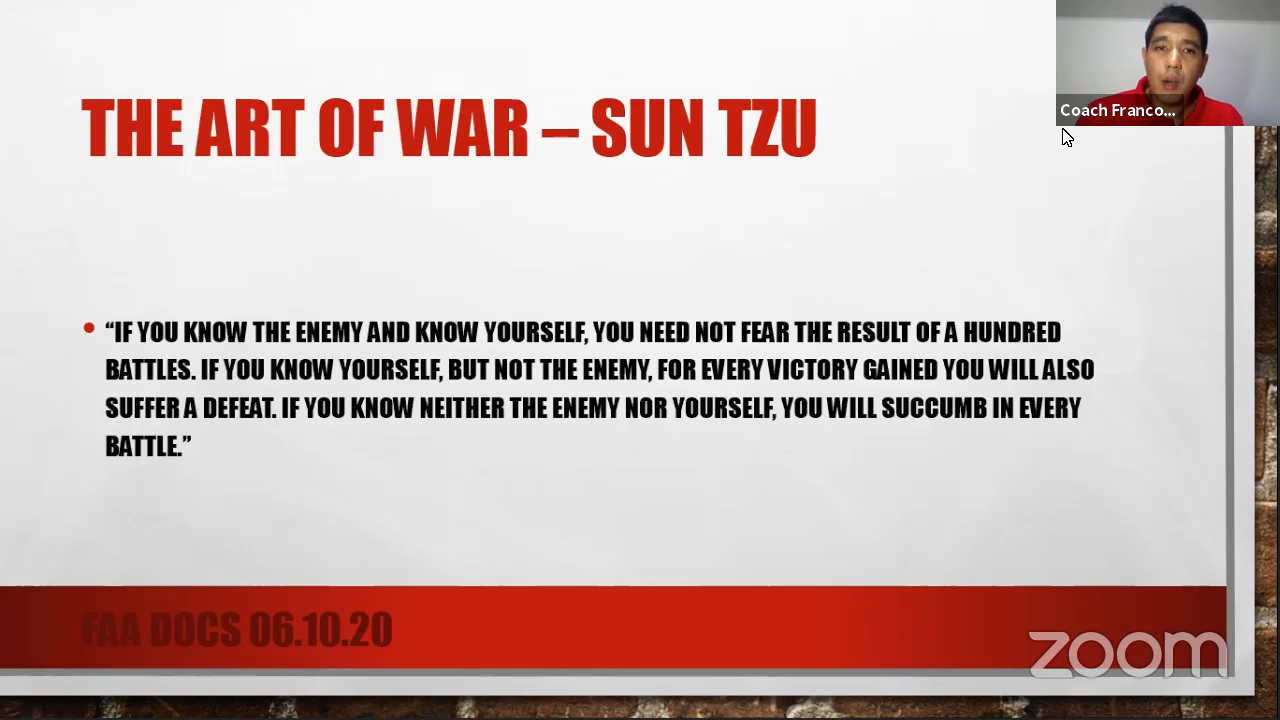 THE ART OF WAR – SUN TZU
Coach Franco...
• “IF YOU KNOW THE ENEMY AND KNOW YOURSELF, YOU NEED NOT FEAR THE RESULT OF A HUNDRED
BATTLES. IF YOU KNOW YOURSELF, BUT NOT THE ENEMY, FOR EVERY VICTORY GAINED YOU WILL ALSO
SUFFER A DEFEAT. IF YOU KNOW NEITHER THE ENEMY NOR YOURSELF, YOU WILL SUCCUMB IN EVERY
BATTLE.”
FAA DOCS 06.10.20
zoom